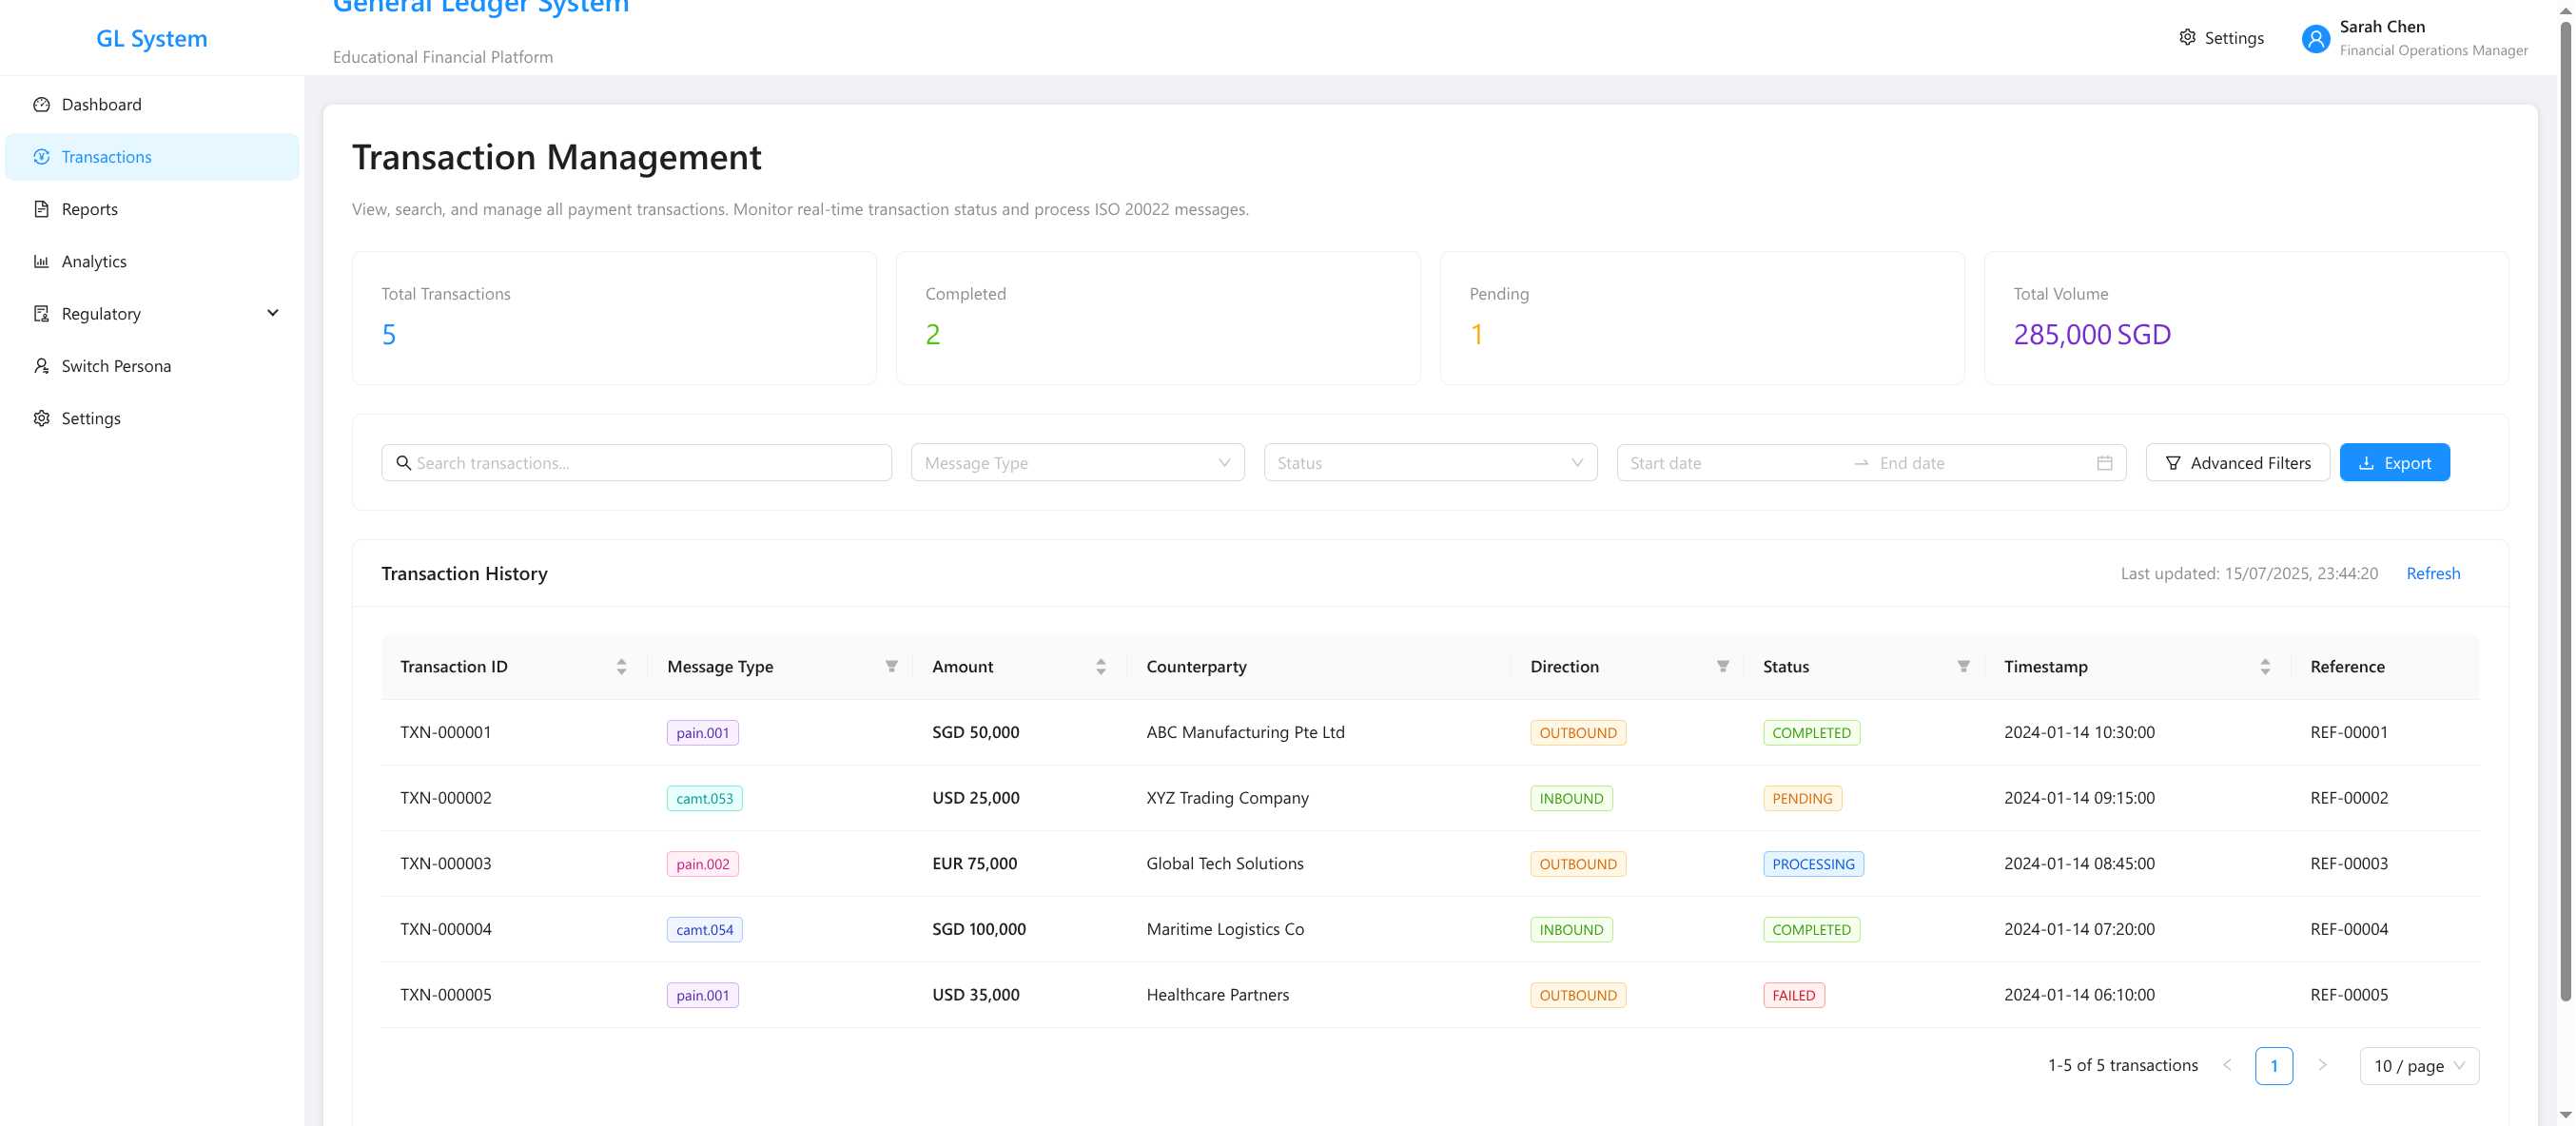 General Ledger System
GL System
Educational Financial Platform
Settings
Sarah Chen
Financial Operations Manager
Dashboard
Transactions
Reports
Analytics
Regulatory
Switch Persona
Settings
Transaction Management
View, search, and manage all payment transactions. Monitor real-time transaction status and process ISO 20022 messages.
Total Transactions
5
Completed
2
Pending
1
Total Volume
285,000 SGD
Search transactions...
Message Type
Status
Start date
End date
Advanced Filters
Export
Transaction History
Last updated: 15/07/2025, 23:44:20
Refresh
Transaction ID Message Type Amount Counterparty Direction Status Timestamp Reference
TXN-000001 pain.001 SGD 50,000 ABC Manufacturing Pte Ltd OUTBOUND COMPLETED 2024-01-14 10:30:00 REF-00001
TXN-000002 camt.053 USD 25,000 XYZ Trading Company INBOUND PENDING 2024-01-14 09:15:00 REF-00002
TXN-000003 pain.002 EUR 75,000 Global Tech Solutions OUTBOUND PROCESSING 2024-01-14 08:45:00 REF-00003
TXN-000004 camt.054 SGD 100,000 Maritime Logistics Co INBOUND COMPLETED 2024-01-14 07:20:00 REF-00004
TXN-000005 pain.001 USD 35,000 Healthcare Partners OUTBOUND FAILED 2024-01-14 06:10:00 REF-00005
1-5 of 5 transactions
1
10 / page